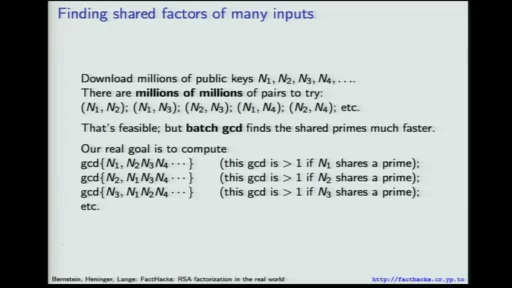 Finding shared factors of many inputs
Download millions of public keys N₁, N₂, N₃, N₄, . . . .
There are millions of millions of pairs to try:
(N₁, N₂); (N₁, N₃); (N₂, N₃); (N₁, N₄); (N₂, N₄); etc.
That's feasible; but batch gcd finds the shared primes much faster.
Our real goal is to compute
gcd{N₁, N₂N₃N₄ · · · } (this gcd is > 1 if N₁ shares a prime);
gcd{N₂, N₁N₃N₄ · · · } (this gcd is > 1 if N₂ shares a prime);
gcd{N₃, N₁N₂N₄ · · · } (this gcd is > 1 if N₃ shares a prime);
etc.
Bernstein, Heninger, Lange: FactHacks: RSA factorization in the real world http://facthacks.cr.yp.to